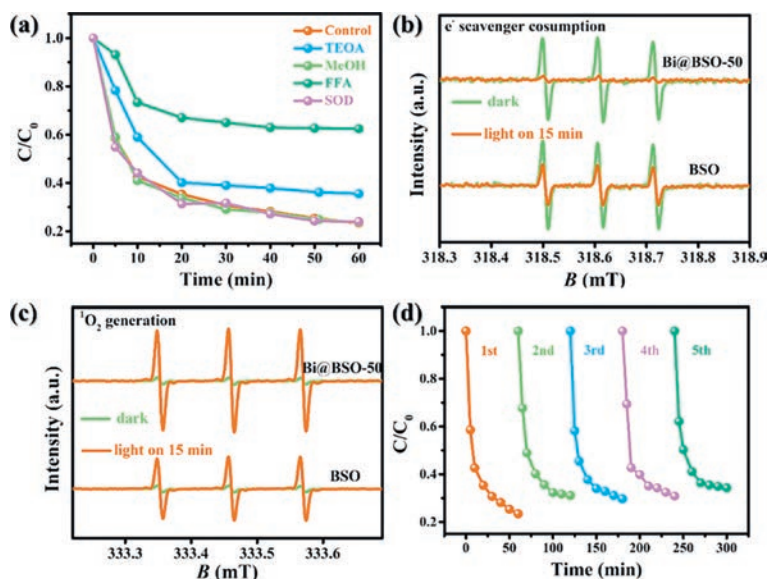 (a)
Control
TEOA
MeOH
FFA
SOD
C/C0
1.0
0.8
0.6
0.4
0.2
0 10 20 30 40 50 60
Time (min)
(b)
e- scavenger cosumption
Bi@BSO-50
dark
light on 15 min
BSO
Intensity (a.u.)
318.3 318.4 318.5 318.6 318.7 318.8 318.9
B (mT)
(c)
1O2 generation
Bi@BSO-50
dark
light on 15 min
BSO
Intensity (a.u.)
333.3 333.4 333.5 333.6
B (mT)
(d)
1st 2nd 3rd 4th 5th
C/C0
1.0
0.8
0.6
0.4
0.2
0 50 100 150 200 250 300
Time (min)